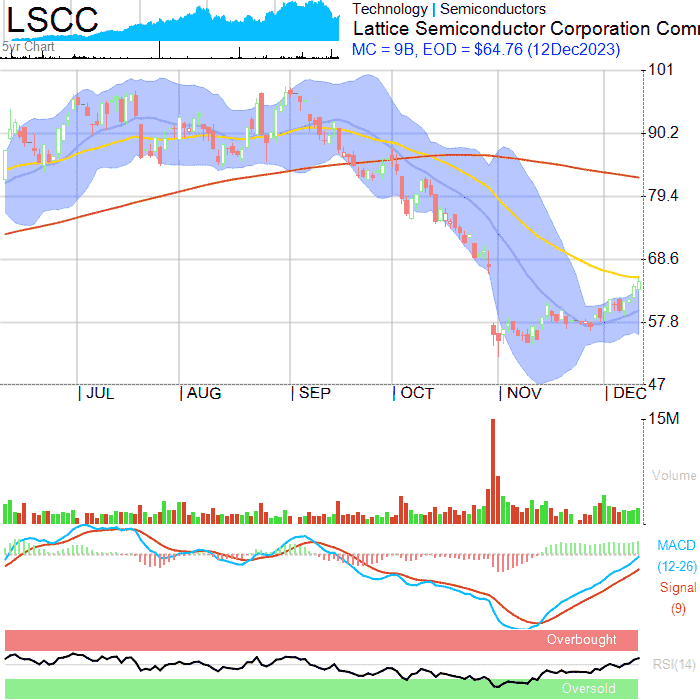 LSCC
5yr Chart
Technology | Semiconductors
Lattice Semiconductor Corporation Com
MC = 9B, EOD = $64.76 (12Dec2023)
101
90.2
79.4
68.6
57.8
47
JUL AUG SEP OCT NOV DEC
15M
Volume
MACD
(12-26)
Signal
(9)
Overbought
RSI(14)
Oversold